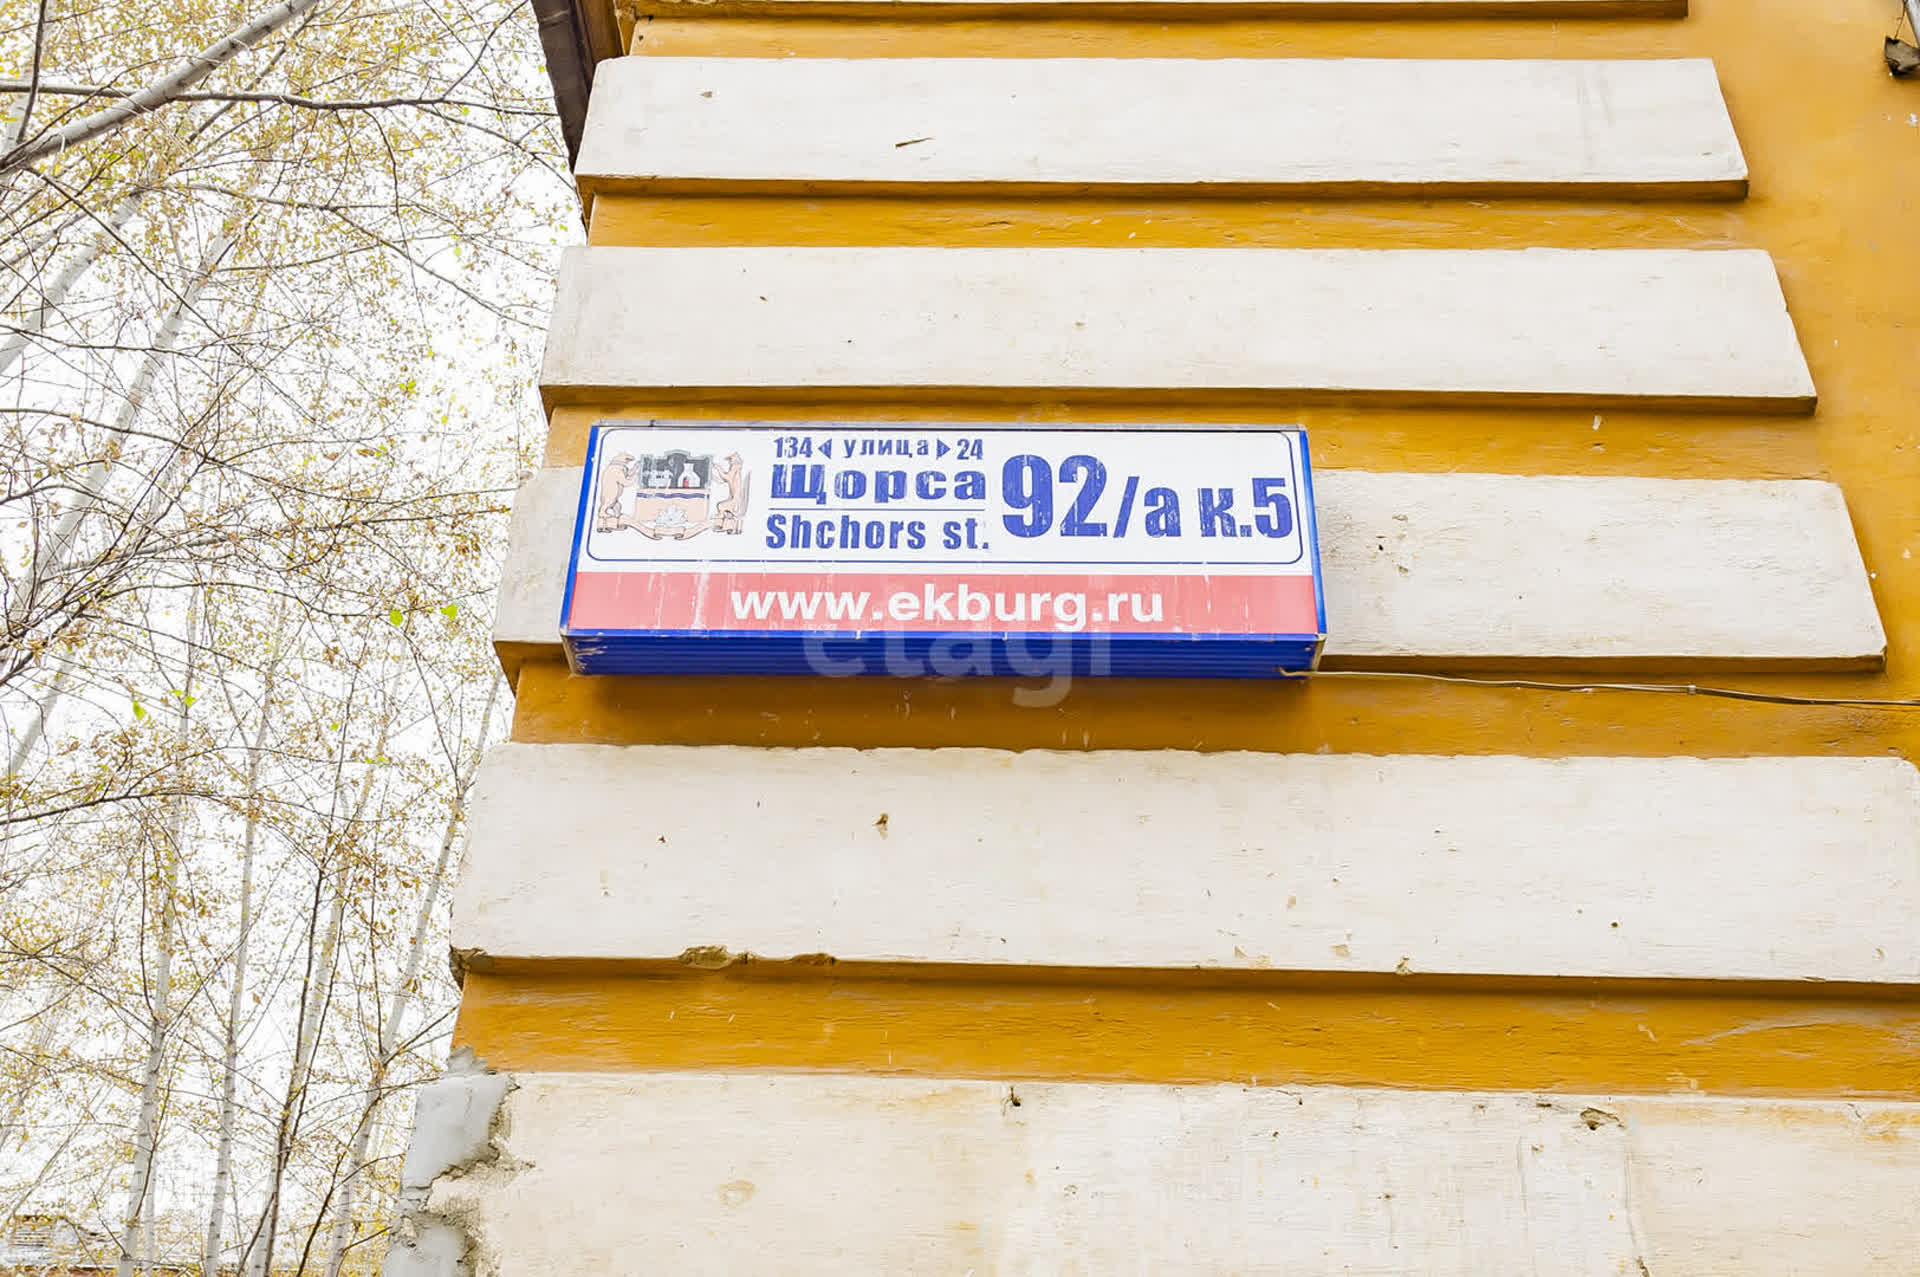 134 улица 24
Щорса
Shchors st.
92/а к.5
www.ekburg.ru
etagi